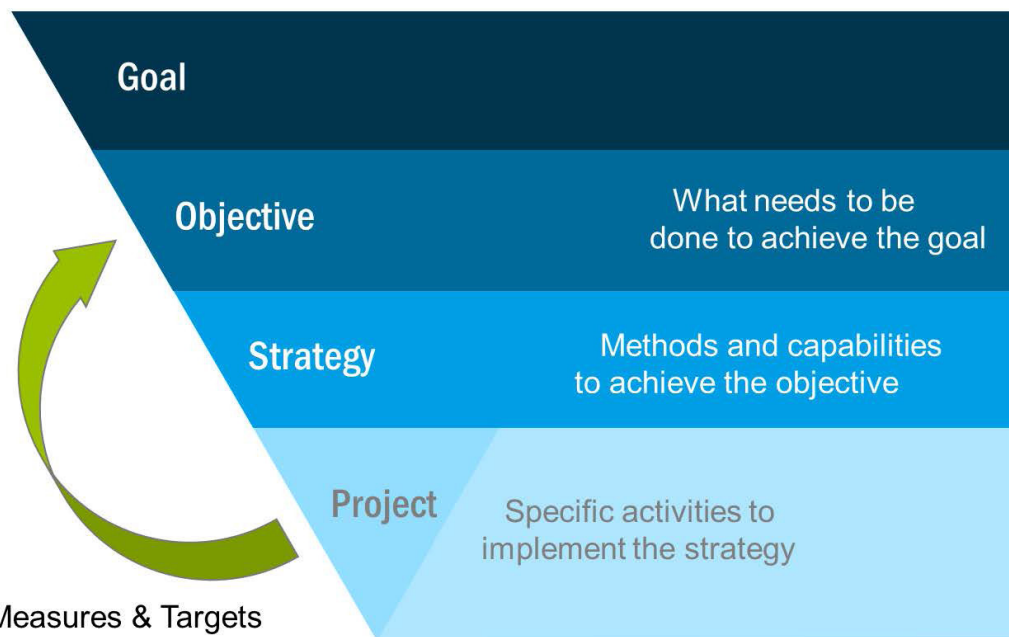 Goal
Objective
What needs to be
done to achieve the goal
Strategy
Methods and capabilities
to achieve the objective
Project
Specific activities to
implement the strategy
Measures & Targets